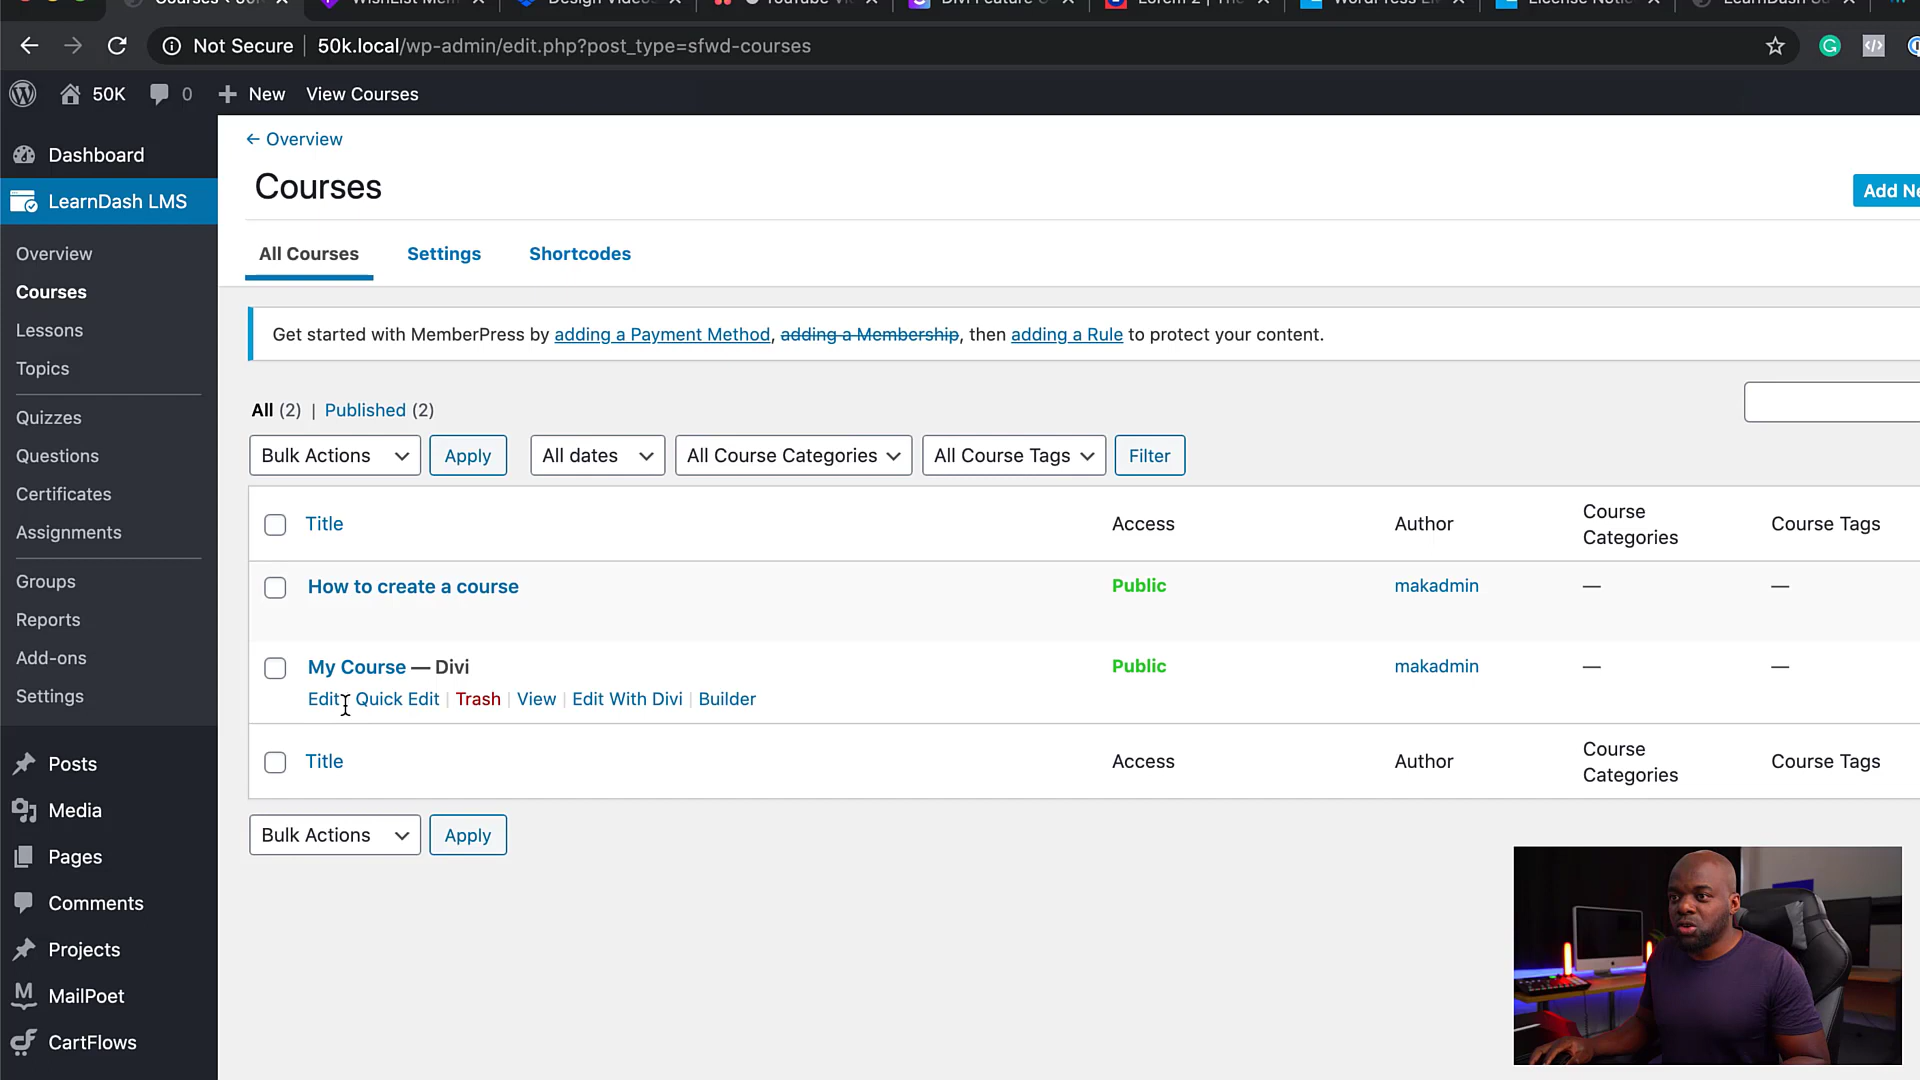 Not Secure | 50k.local/wp-admin/edit.php?post_type=sfwd-courses
50K 0 New View Courses
Dashboard
LearnDash LMS
Overview
Courses
Lessons
Topics
Quizzes
Questions
Certificates
Assignments
Groups
Reports
Add-ons
Settings
Posts
Media
Pages
Comments
Projects
MailPoet
CartFlows
← Overview
Courses
All Courses Settings Shortcodes
Get started with MemberPress by adding a Payment Method, adding a Membership, then adding a Rule to protect your content.
All (2) | Published (2)
Bulk Actions Apply All dates All Course Categories All Course Tags Filter
Title Access Author Course Categories Course Tags
How to create a course Public makadmin — —
My Course — Divi Public makadmin — —
Edit | Quick Edit | Trash | View | Edit With Divi | Builder
Title Access Author Course Categories Course Tags
Bulk Actions Apply